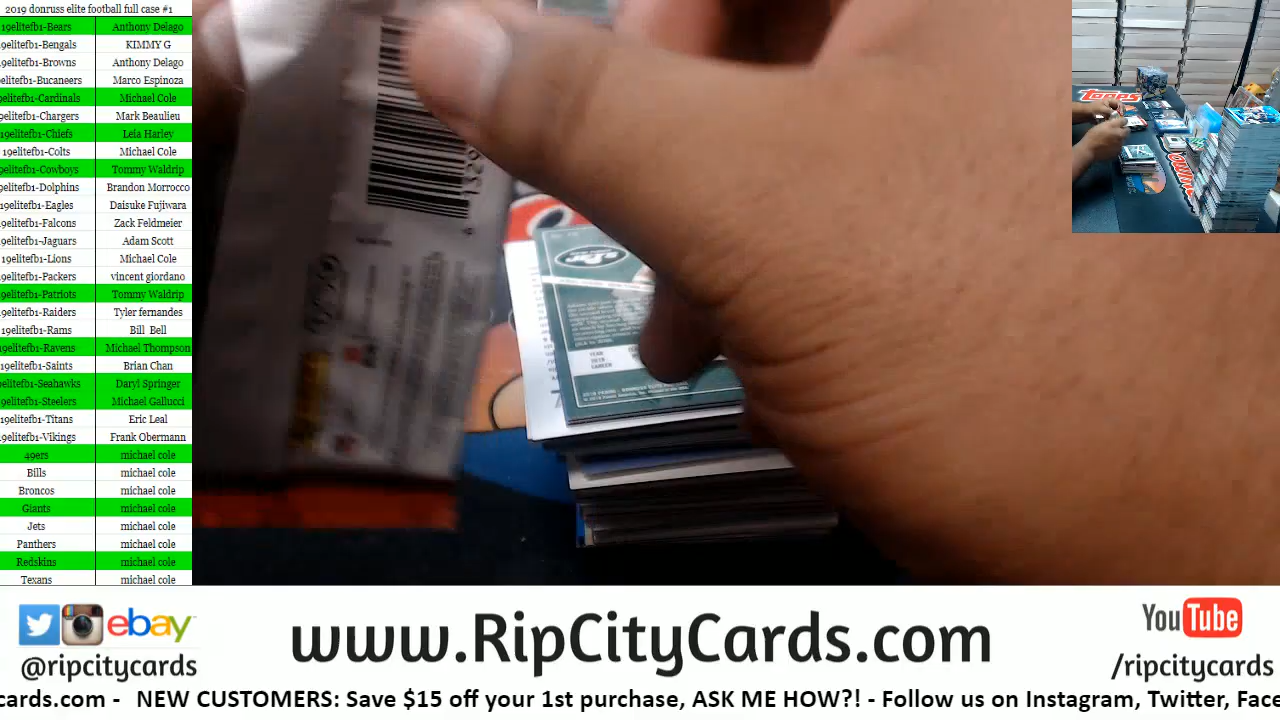 2019 donruss elite football full case #1
19elitefb1-Bears Anthony Delago
19elitefb1-Bengals KIMMY G
19elitefb1-Browns Anthony Delago
elitefb1-Bucaneers Marco Espinoza
elitefb1-Cardinals Michael Cole
9elitefb1-Chargers Mark Beaulieu
19elitefb1-Chiefs Leia Harley
19elitefb1-Colts Michael Cole
9elitefb1-Cowboys Tommy Waldrip
9elitefb1-Dolphins Brandon Morrocco
19elitefb1-Eagles Daisuke Fujiwara
19elitefb1-Falcons Zack Feldmeier
19elitefb1-Jaguars Adam Scott
19elitefb1-Lions Michael Cole
19elitefb1-Packers vincent giordano
19elitefb1-Patriots Tommy Waldrip
19elitefb1-Raiders Tyler fernandes
19elitefb1-Rams Bill Bell
19elitefb1-Ravens Michael Thompson
19elitefb1-Saints Brian Chan
elitefb1-Seahawks Daryl Springer
9elitefb1-Steelers Michael Gallucci
19elitefb1-Titans Eric Leal
19elitefb1-Vikings Frank Obermann
49ers michael cole
Bills michael cole
Broncos michael cole
Giants michael cole
Jets michael cole
Panthers michael cole
Redskins michael cole
Texans michael cole
Topps
ebay
@ripcitycards
www.RipCityCards.com
YouTube
/ripcitycards
cards.com - NEW CUSTOMERS: Save $15 off your 1st purchase, ASK ME HOW?! - Follow us on Instagram, Twitter, Face